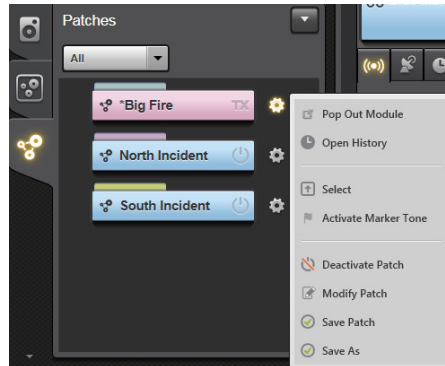 Patches
All
*Big Fire TX
North Incident
South Incident
Pop Out Module
Open History
Select
Activate Marker Tone
Deactivate Patch
Modify Patch
Save Patch
Save As